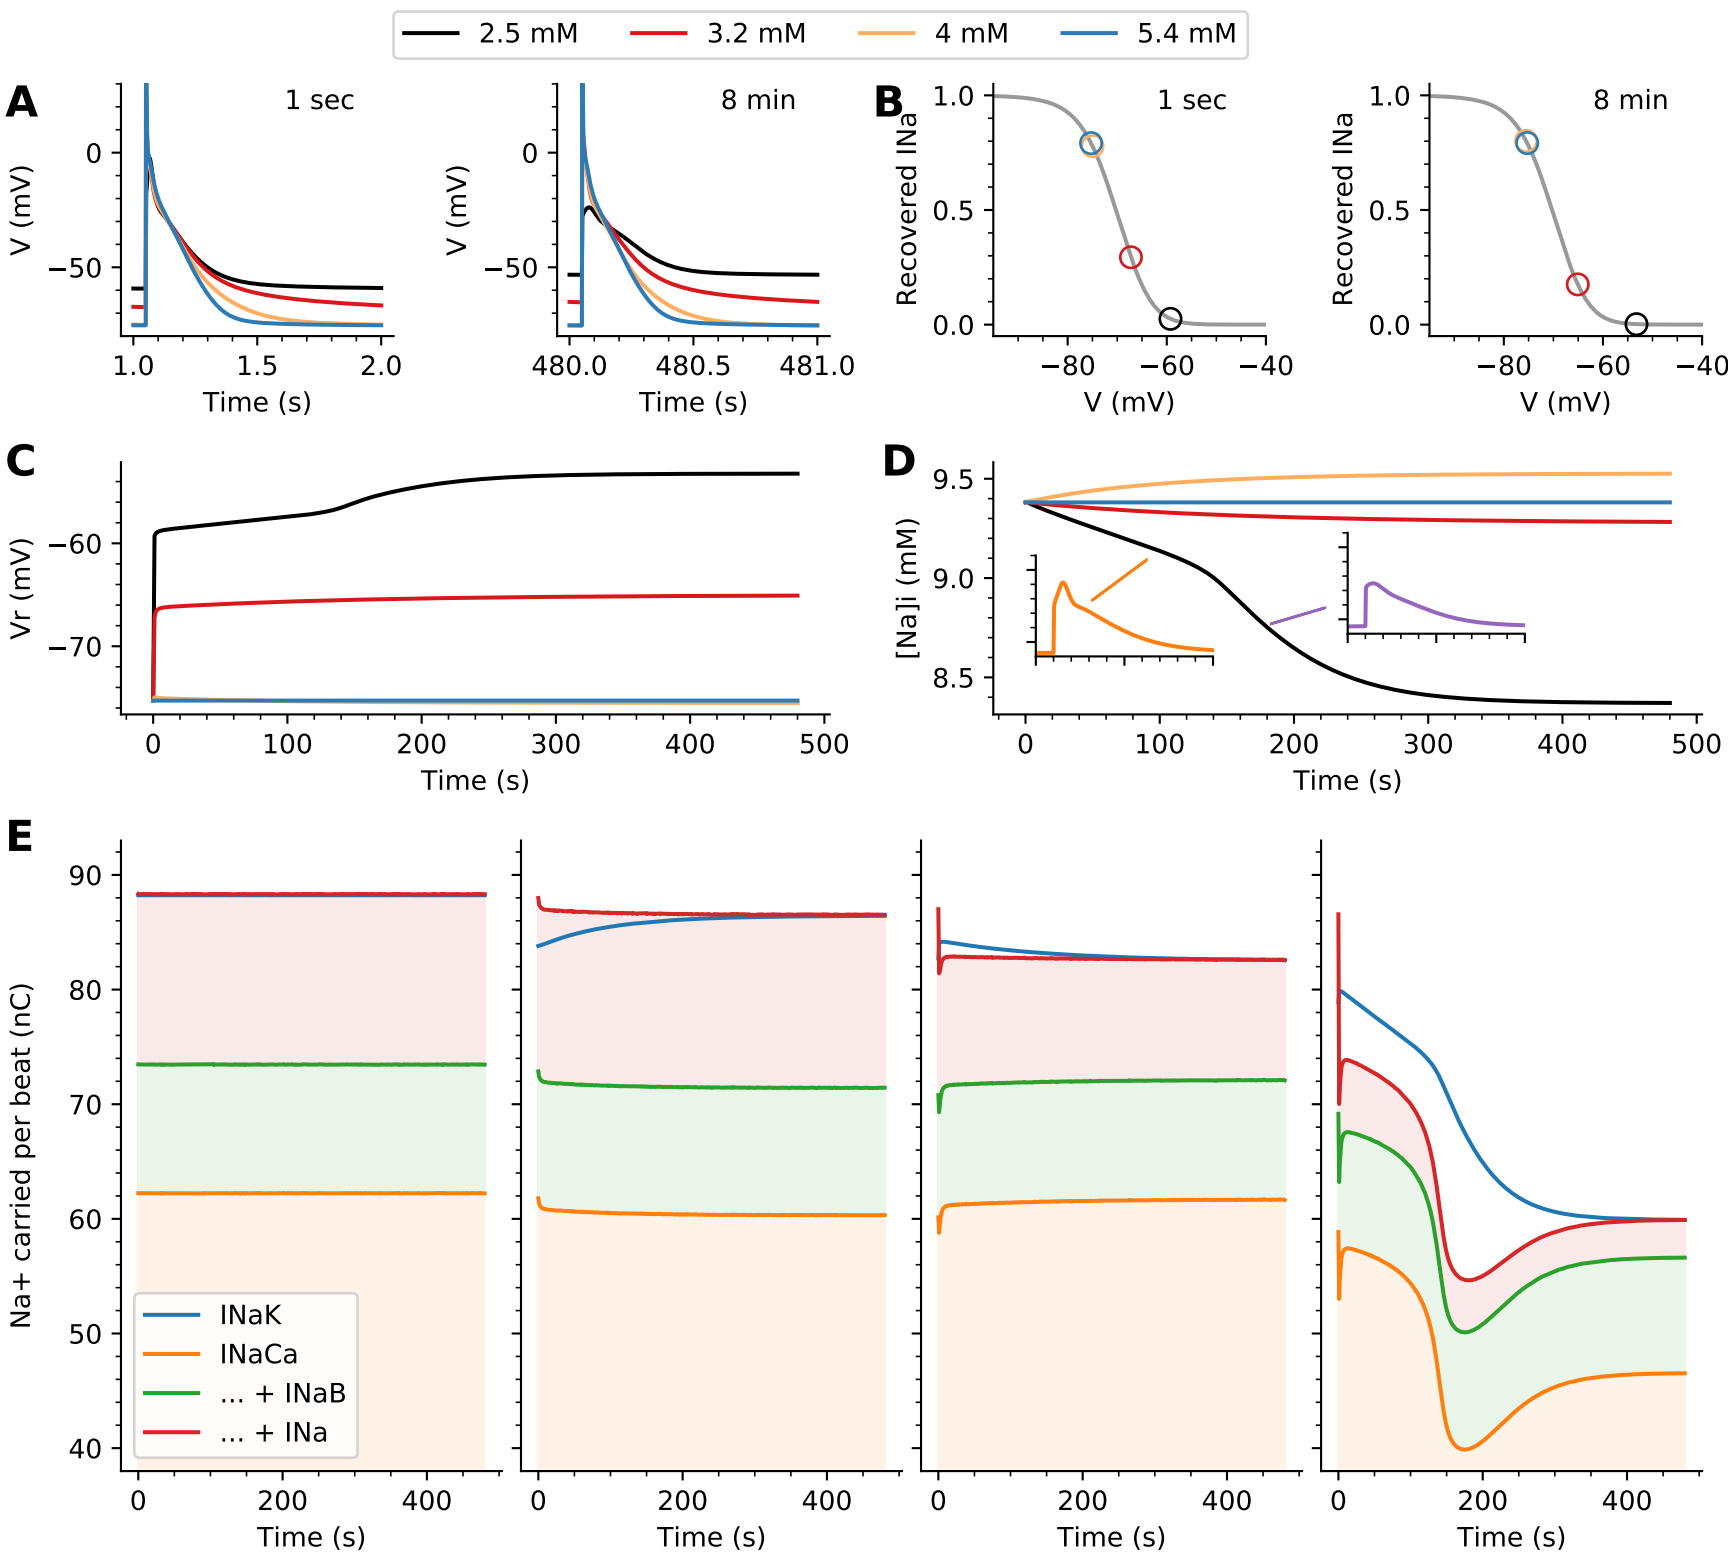 2.5 mM 3.2 mM 4 mM 5.4 mM
A
1 sec
V (mV)
0
−50
1.0 1.5 2.0
Time (s)
8 min
V (mV)
0
−50
480.0 480.5 481.0
Time (s)
B
1 sec
Recovered INa
1.0
0.5
0.0
−80 −60 −40
V (mV)
8 min
Recovered INa
1.0
0.5
0.0
−80 −60 −40
V (mV)
C
Vr (mV)
−60
−70
0 100 200 300 400 500
Time (s)
D
[Na]i (mM)
9.5
9.0
8.5
0 100 200 300 400 500
Time (s)
E
Na+ carried per beat (nC)
90
80
70
60
50
40
INaK
INaCa
... + INaB
... + INa
0 200 400
Time (s)
0 200 400
Time (s)
0 200 400
Time (s)
0 200 400
Time (s)